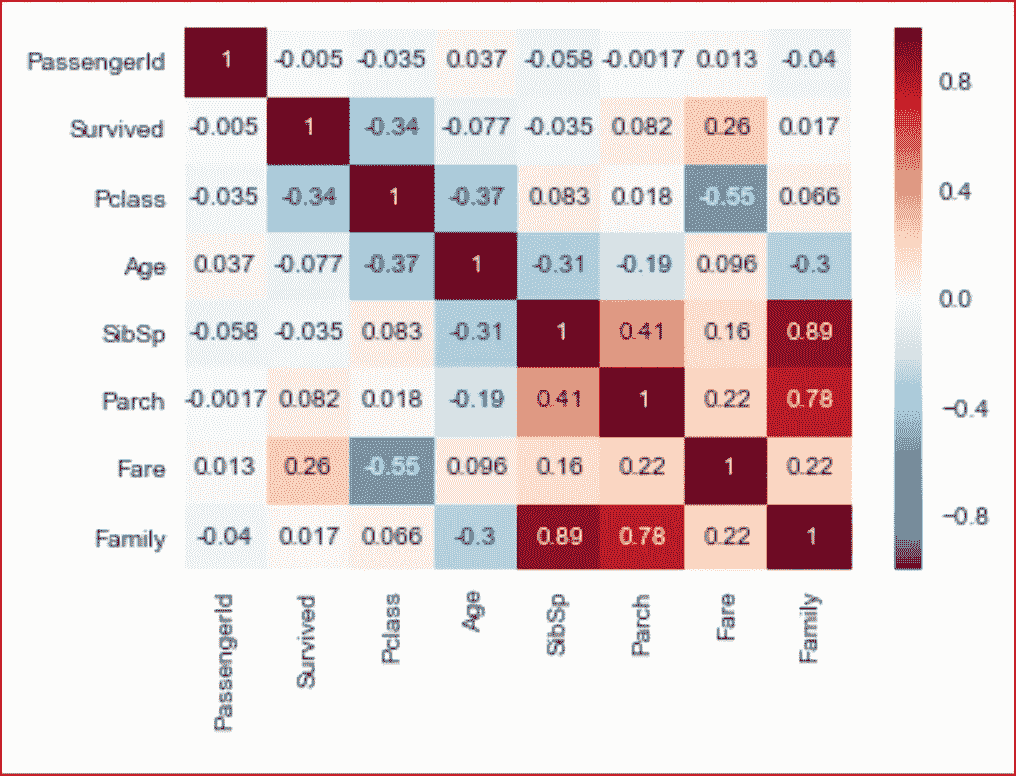 PassengerId 1 -0.005 -0.035 0.037 -0.058 -0.0017 0.013 -0.04
Survived -0.005 1 -0.34 -0.077 -0.035 0.082 0.26 0.017
Pclass -0.035 -0.34 1 -0.37 0.083 0.018 -0.55 0.066
Age 0.037 -0.077 -0.37 1 -0.31 -0.19 0.096 -0.3
SibSp -0.058 -0.035 0.083 -0.31 1 0.41 0.16 0.89
Parch -0.0017 0.082 0.018 -0.19 0.41 1 0.22 0.78
Fare 0.013 0.26 -0.55 0.096 0.16 0.22 1 0.22
Family -0.04 0.017 0.066 -0.3 0.89 0.78 0.22 1
PassengerId
Survived
Pclass
Age
SibSp
Parch
Fare
Family
0.8
0.4
0.0
−0.4
−0.8